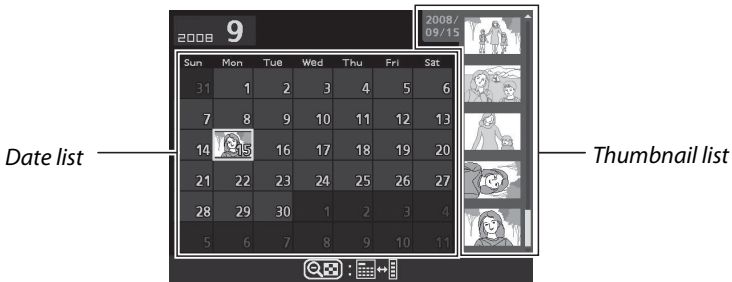 2008 9
2008/
09/15
Sun Mon Tue Wed Thu Fri Sat
31 1 2 3 4 5 6
7 8 9 10 11 12 13
14 15 16 17 18 19 20
21 22 23 24 25 26 27
28 29 30 1 2 3 4
5 6 7 8 9 10 11
Date list
Thumbnail list
: